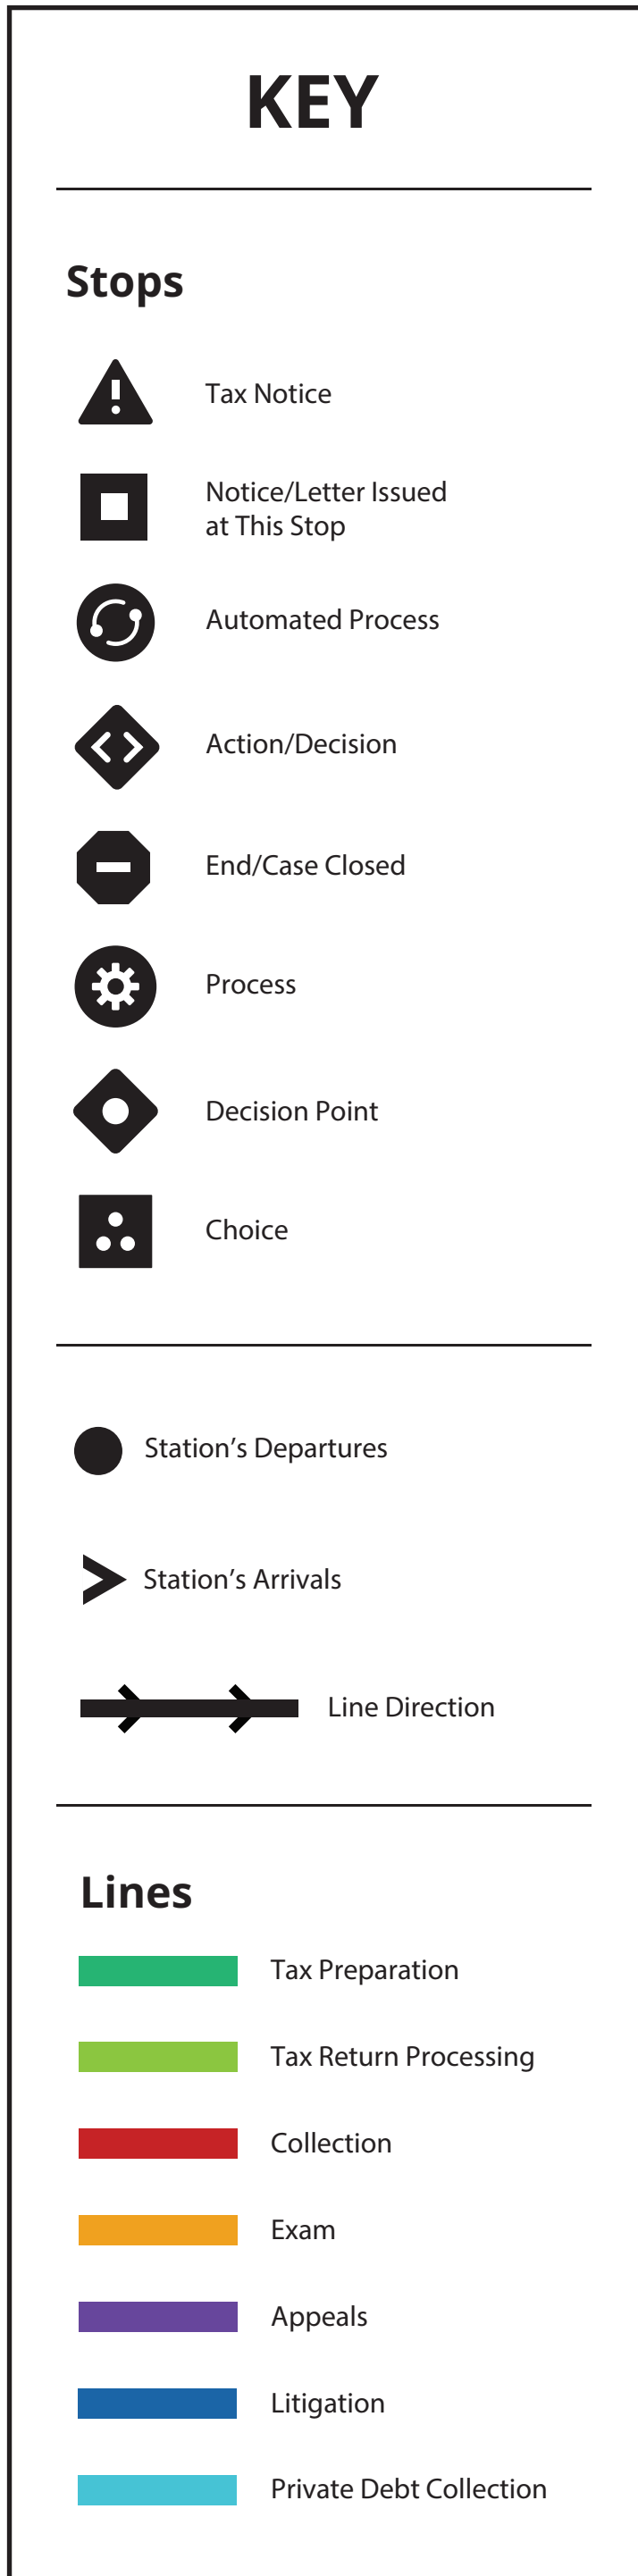 KEY
Stops
Tax Notice
Notice/Letter Issued
at This Stop
Automated Process
Action/Decision
End/Case Closed
Process
Decision Point
Choice
Station’s Departures
Station’s Arrivals
Line Direction
Lines
Tax Preparation
Tax Return Processing
Collection
Exam
Appeals
Litigation
Private Debt Collection